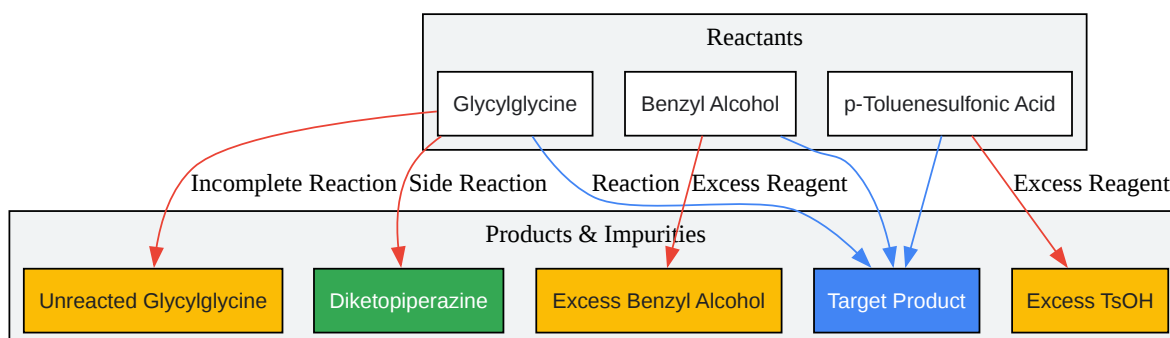 Reactants
Glycylglycine
Benzyl Alcohol
p-Toluenesulfonic Acid
Incomplete Reaction
Side Reaction
Reaction
Excess Reagent
Excess Reagent
Products & Impurities
Unreacted Glycylglycine
Diketopiperazine
Excess Benzyl Alcohol
Target Product
Excess TsOH